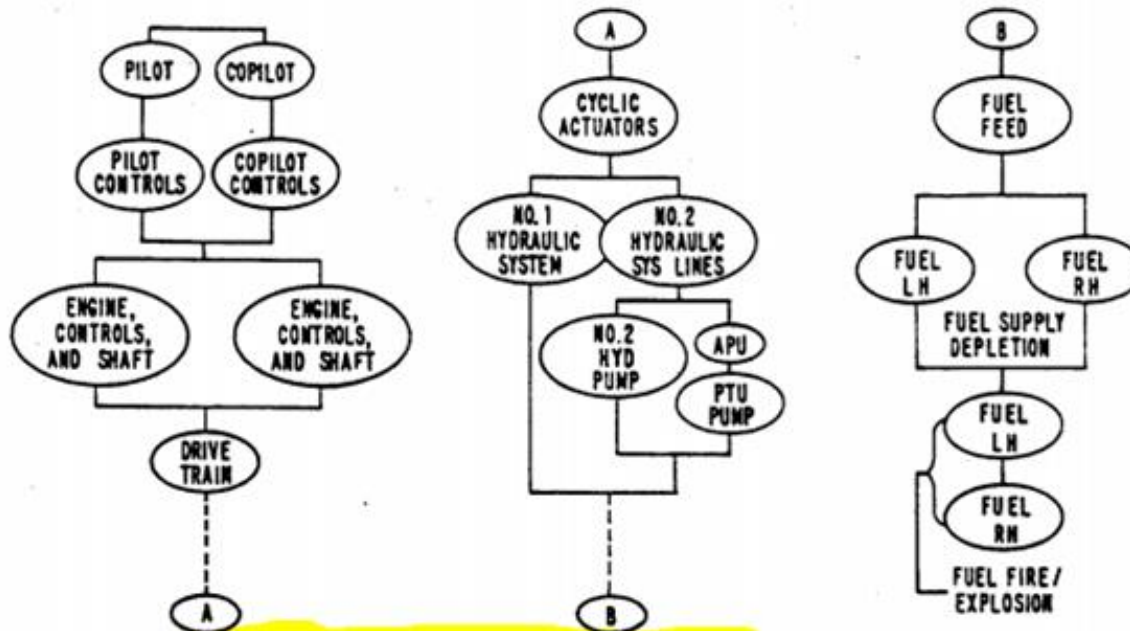 PILOT
COPILOT
PILOT
CONTROLS
COPILOT
CONTROLS
ENGINE,
CONTROLS,
AND SHAFT
ENGINE,
CONTROLS,
AND SHAFT
DRIVE
TRAIN
A
A
CYCLIC
ACTUATORS
NO.1
HYDRAULIC
SYSTEM
NO.2
HYDRAULIC
SYS LINES
NO.2
HYD
PUMP
APU
PTU
PUMP
B
B
FUEL
FEED
FUEL
LH
FUEL
RH
FUEL SUPPLY
DEPLETION
FUEL
LH
FUEL
RH
FUEL FIRE/
EXPLOSION